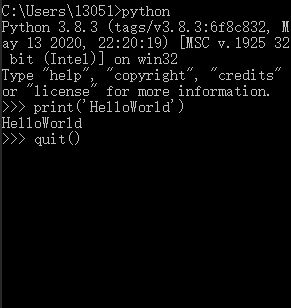 C:\Users\13051>python
Python 3.8.3 (tags/v3.8.3:6f8c832, M
ay 13 2020, 22:20:19) [MSC v.1925 32
 bit (Intel)] on win32
Type "help", "copyright", "credits"
or "license" for more information.
>>> print('HelloWorld')
HelloWorld
>>> quit()